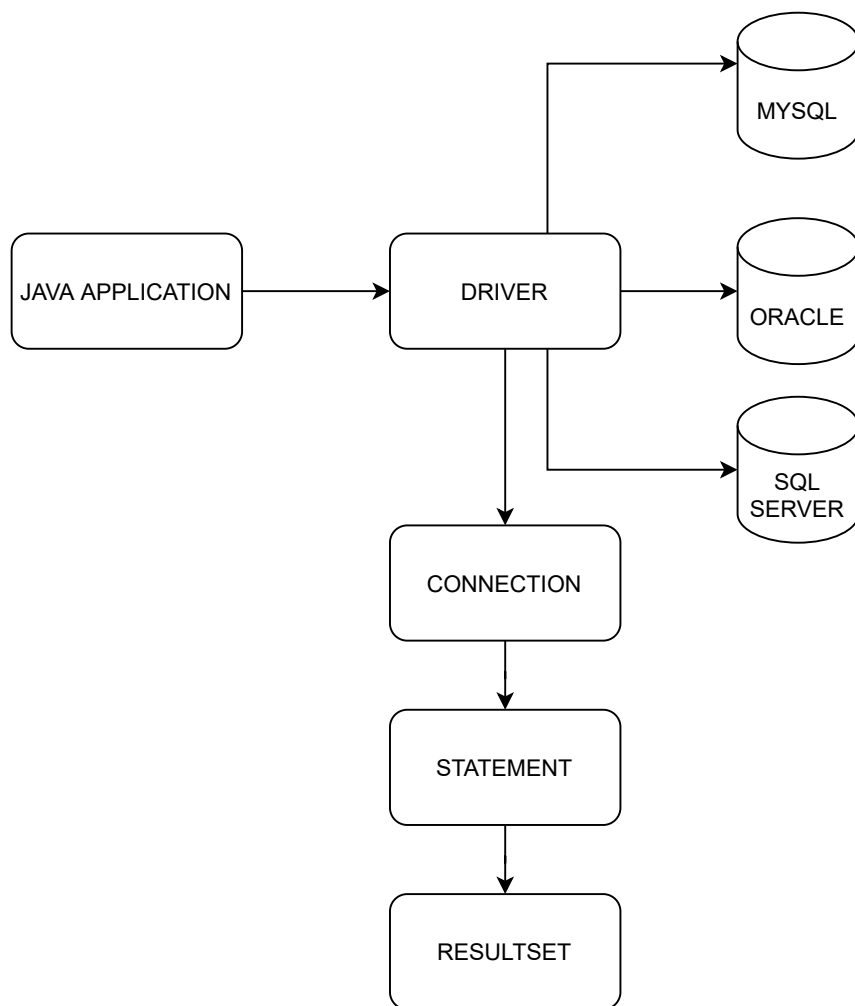 MYSQL
JAVA APPLICATION
DRIVER
ORACLE
SQL
SERVER
CONNECTION
STATEMENT
RESULTSET